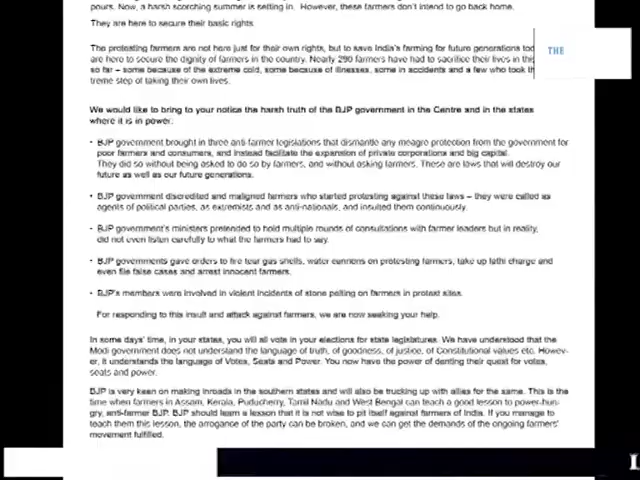 pours. Now, a harsh scorching summer is setting in. However, these farmers don't intend to go back home.
They are here to secure their basic rights.
The protesting farmers are not here just for their own rights, but to save India's farming for future generations
THE
are here to secure the dignity of farmers in the country. Nearly 290 farmers have had to sacrifice their lives in
so far – some because of the extreme cold, some because of illnesses, some in accidents and a few who took
treme step of taking their own lives.
We would like to bring to your notice the harsh truth of the BJP government in the Centre and in the states
where it is in power:
• BJP government brought in three anti-farmer legislations that dismantle any meagre protection from the government for
poor farmers and consumers, and instead facilitate the expansion of private corporations and big capital.
They did so without being asked to do so by farmers, and without asking farmers. These are laws that will destroy our
future as well as our future generations.
• BJP government discredited and maligned farmers who started protesting against these laws – they were called as
agents of political parties, as extremists and as anti-nationals, and insulted them continuously.
• BJP government's ministers pretended to hold multiple rounds of consultations with farmer leaders but in reality,
did not even listen carefully to what the farmers had to say.
• BJP governments gave orders to fire tear gas shells, water cannons on protesting farmers, take up lathi charge and
even file false cases and arrest innocent farmers.
• BJP's members were involved in violent incidents of stone pelting on farmers in protest sites.
For responding to this insult and attack against farmers, we are now seeking your help.
In some days' time, in your states, you will all vote in your elections for state legislatures. We have understood that the
Modi government does not understand the language of truth, of goodness, of justice, of Constitutional values etc. Howev-
er, it understands the language of Votes, Seats and Power. You now have the power of denting their quest for votes,
seats and power.
BJP is very keen on making inroads in the southern states and will also be trucking up with allies for the same. This is the
time when farmers in Assam, Kerala, Puducherry, Tamil Nadu and West Bengal can teach a good lesson to power-hun-
gry, anti-farmer BJP. BJP should learn a lesson that it is not wise to pit itself against farmers of India. If you manage to
teach them this lesson, the arrogance of the party can be broken, and we can get the demands of the ongoing farmers'
movement fulfilled.